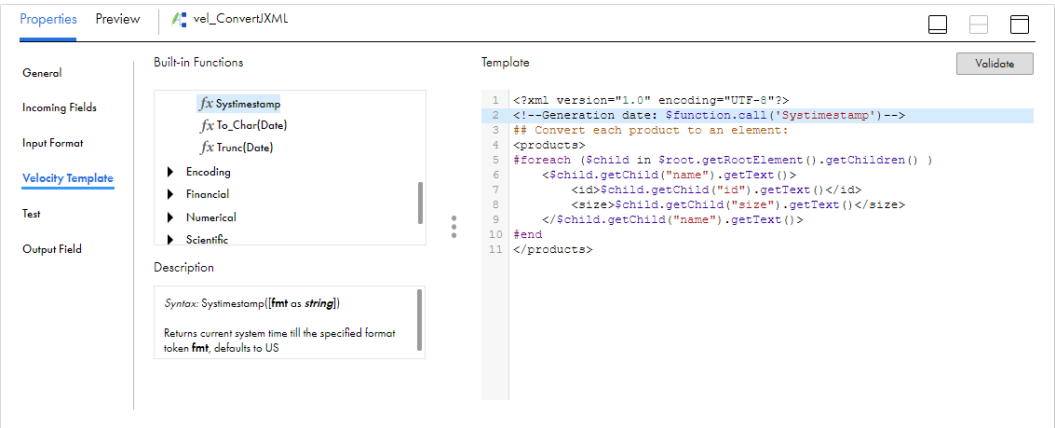 Properties Preview vel_ConvertJXML
General
Incoming Fields
Input Format
Velocity Template
Test
Output Field
Built-in Functions
fx Systimestamp
fx To_Char(Date)
fx Trunc(Date)
Encoding
Financial
Numerical
Scientific
Description
Syntax: Systimestamp([fmt as string])
Returns current system time till the specified format
token fmt, defaults to US
Template
Validate
1 <?xml version="1.0" encoding="UTF-8"?>
2 <!--Generation date: $function.call('Systimestamp')-->
3 ## Convert each product to an element:
4 <products>
5 #foreach ($child in $root.getRootElement().getChildren() )
6 <$child.getChild("name").getText()>
7 <id>$child.getChild("id").getText()</id>
8 <size>$child.getChild("size").getText()</size>
9 </$child.getChild("name").getText()>
10 #end
11 </products>